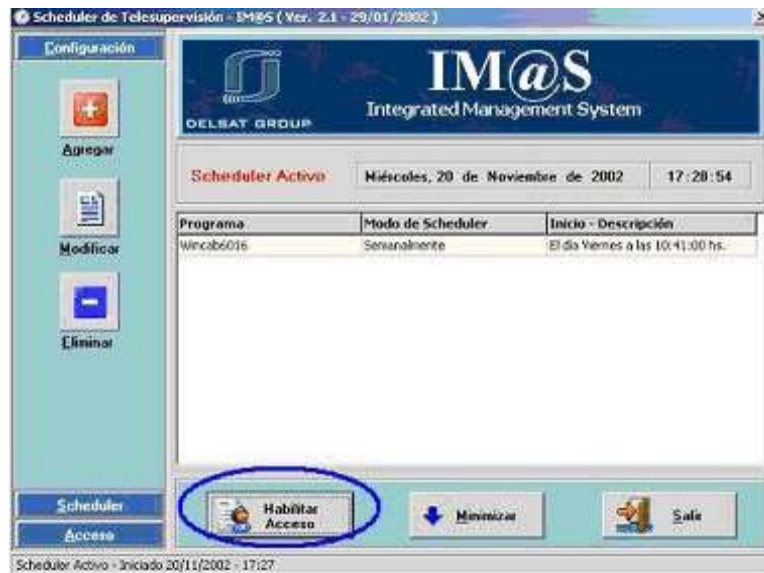 Scheduler de Telesupervisión - IM@S ( Ver. 2.1 - 29/01/2002 )
Configuración
Agregar
Modificar
Eliminar
Scheduler
Acceso
DELSAT GROUP
IM@S
Integrated Management System
Scheduler Activo
Miércoles, 20 de Noviembre de 2002
17:28:54
Programa Modo de Scheduler Inicio - Descripción
Wincab6016 Semanalmente El día Viernes a las 10:41:00 hs.
Habilitar
Acceso
Minimizar
Salir
Scheduler Activo - Iniciado 20/11/2002 - 17:27